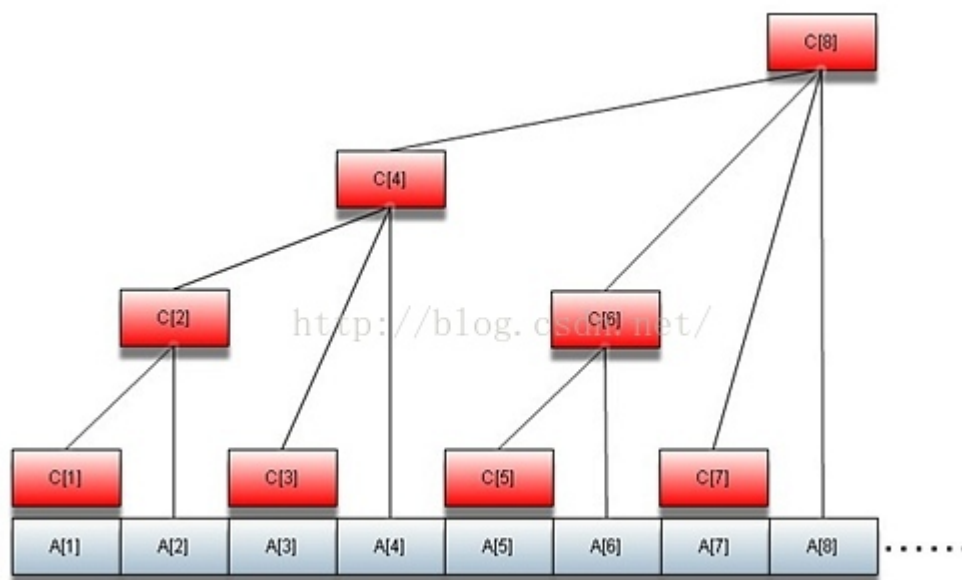 C[8]
C[4]
C[2]
C[6]
http://blog.csdn.net/
C[1]
C[3]
C[5]
C[7]
A[1]
A[2]
A[3]
A[4]
A[5]
A[6]
A[7]
A[8]
......